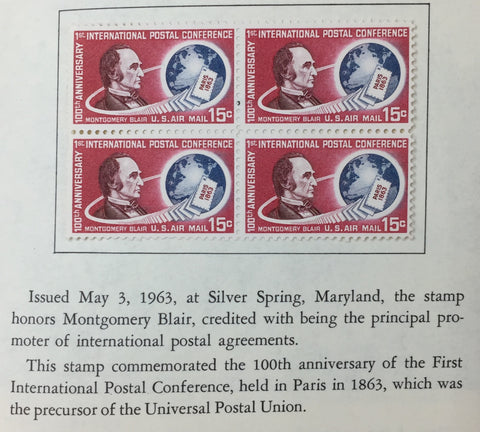 1st INTERNATIONAL POSTAL CONFERENCE
100th ANNIVERSARY
PARIS
1863
MONTGOMERY BLAIR U.S. AIR MAIL 15c
1st INTERNATIONAL POSTAL CONFERENCE
100th ANNIVERSARY
PARIS
1863
MONTGOMERY BLAIR U.S. AIR MAIL 15c
1st INTERNATIONAL POSTAL CONFERENCE
100th ANNIVERSARY
PARIS
1863
MONTGOMERY BLAIR U.S. AIR MAIL 15c
1st INTERNATIONAL POSTAL CONFERENCE
100th ANNIVERSARY
PARIS
1863
MONTGOMERY BLAIR U.S. AIR MAIL 15c
Issued May 3, 1963, at Silver Spring, Maryland, the stamp
honors Montgomery Blair, credited with being the principal pro-
moter of international postal agreements.
This stamp commemorated the 100th anniversary of the First
International Postal Conference, held in Paris in 1863, which was
the precursor of the Universal Postal Union.